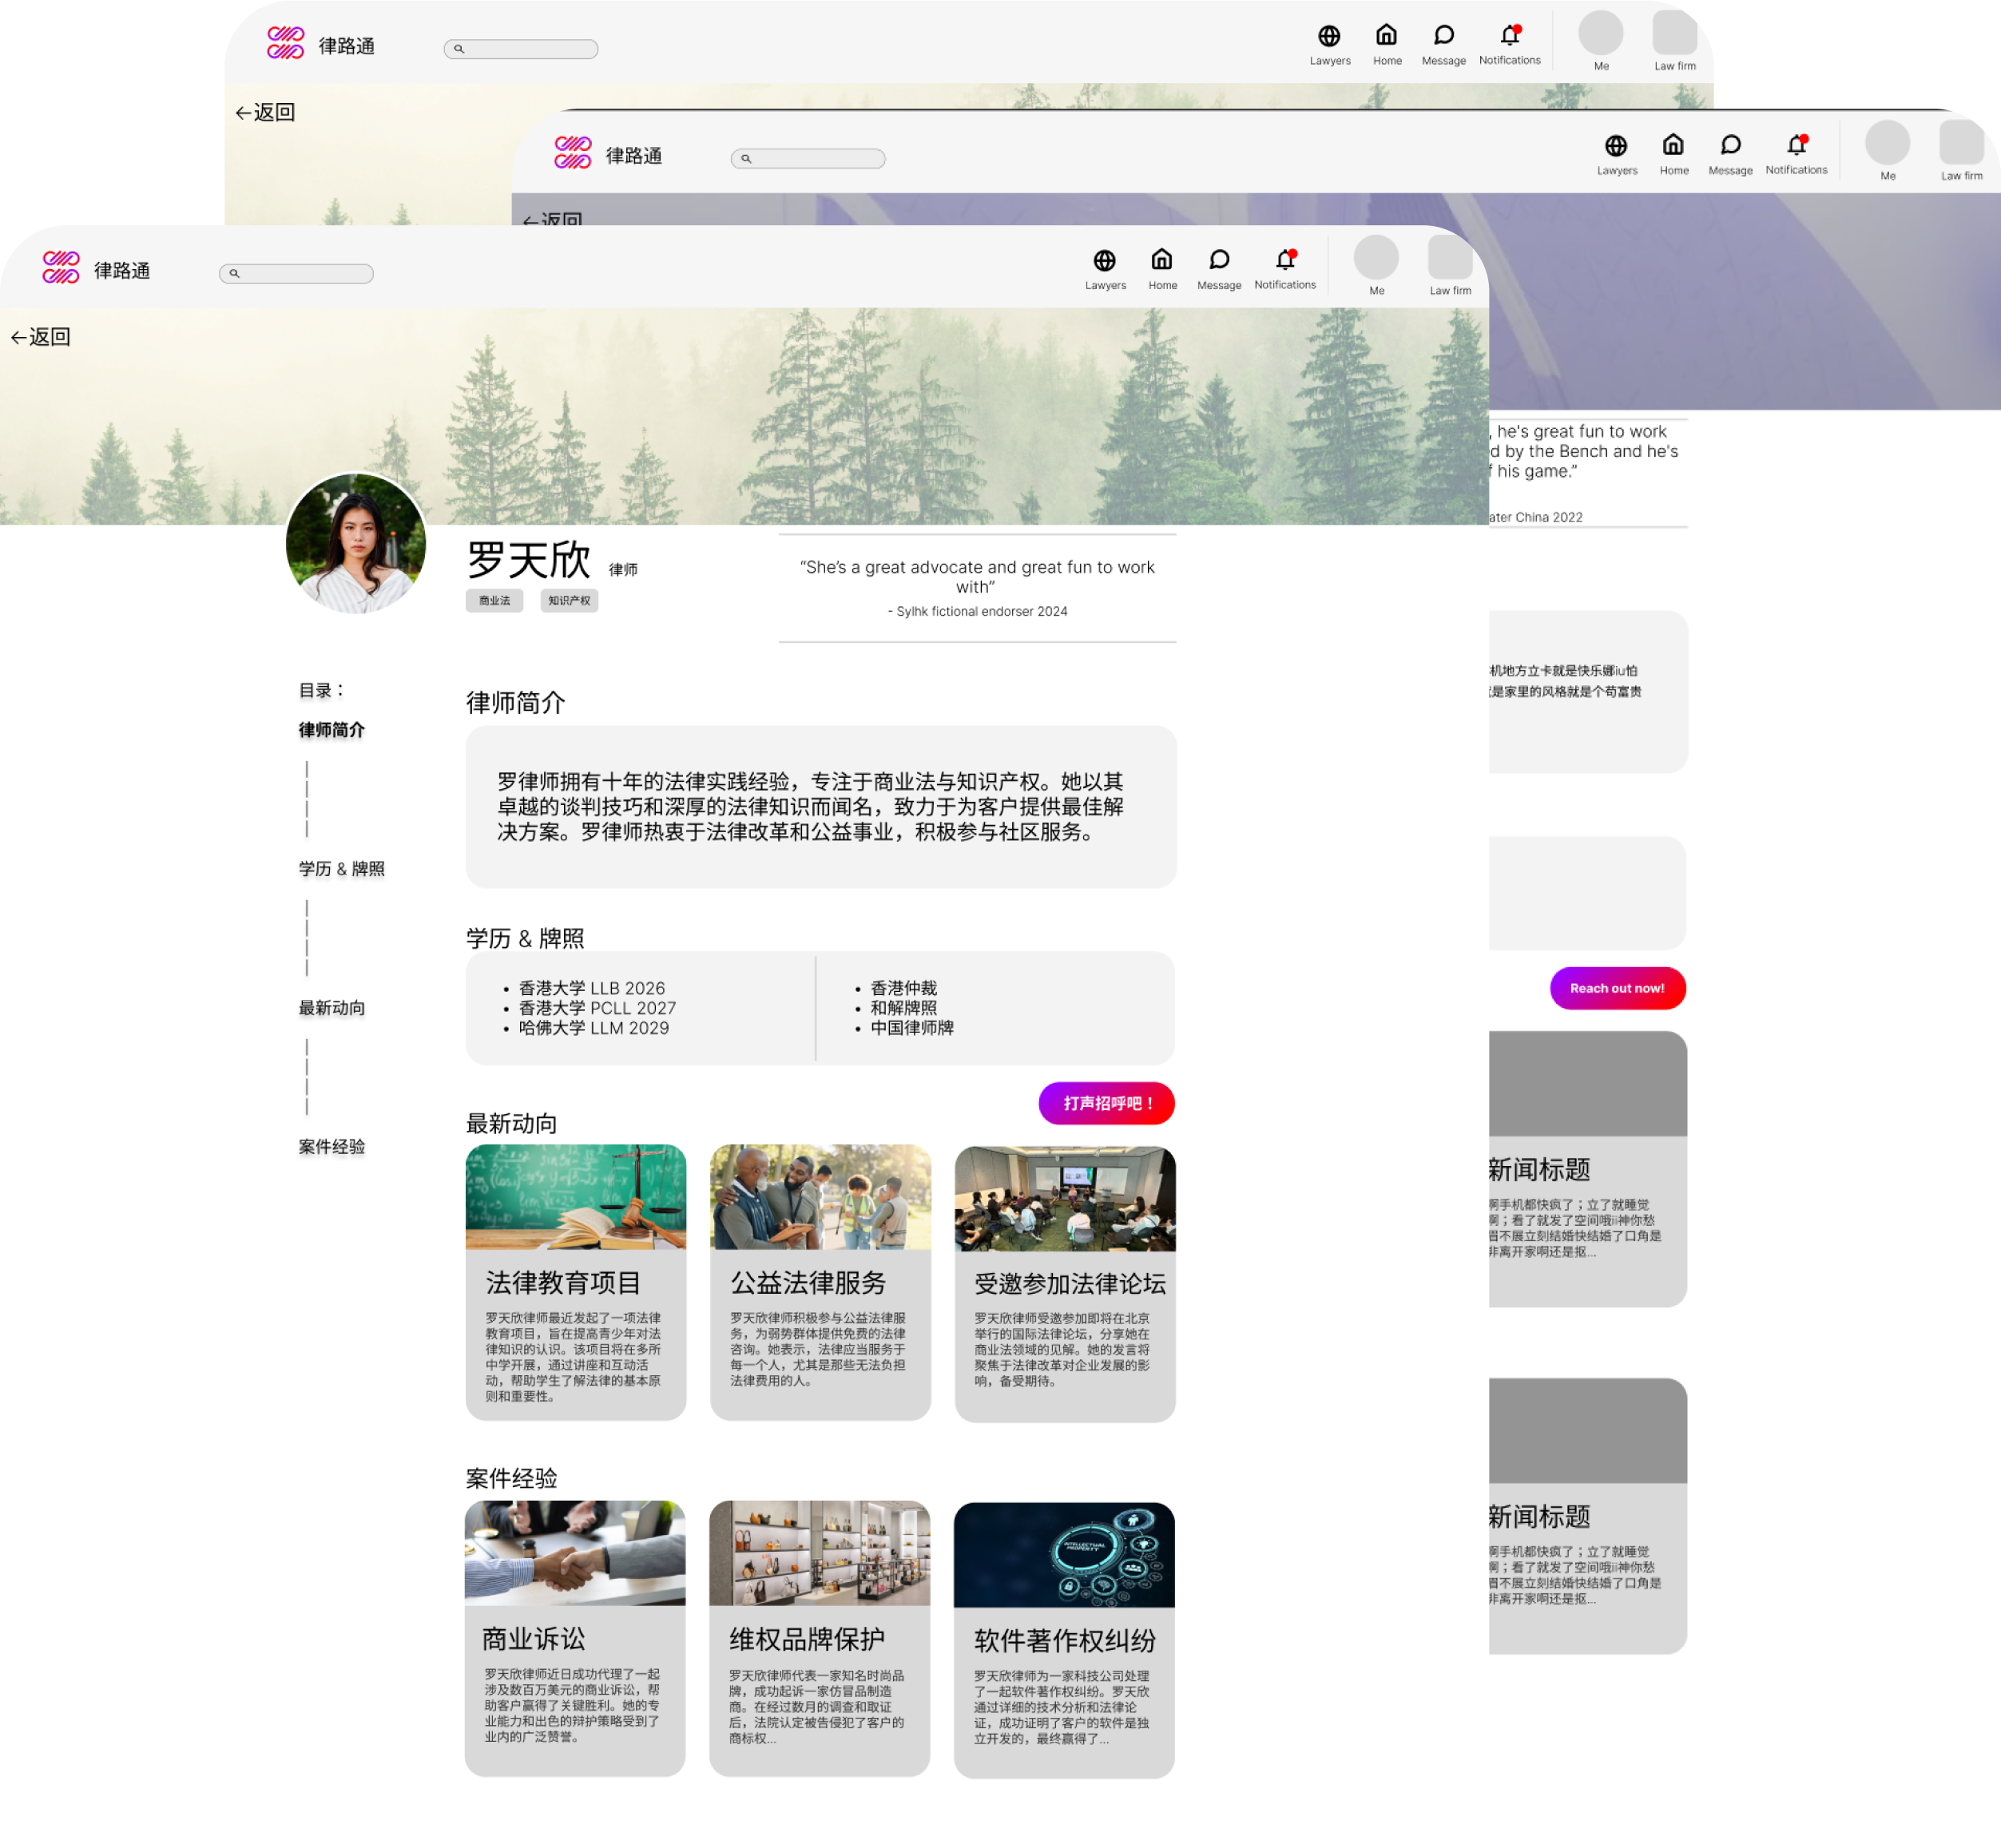 律路通
Lawyers
Home
Message
Notifications
Me
Law firm
←返回
律路通
Lawyers
Home
Message
Notifications
Me
Law firm
←返回
律路通
Lawyers
Home
Message
Notifications
Me
Law firm
←返回
罗天欣 律师
商业法 知识产权
“She’s a great advocate and great fun to work
with”
- Sylhk fictional endorser 2024
目录：
律师简介
学历 & 牌照
最新动向
案件经验
律师简介
罗律师拥有十年的法律实践经验，专注于商业法与知识产权。她以其
卓越的谈判技巧和深厚的法律知识而闻名，致力于为客户提供最佳解
决方案。罗律师热衷于法律改革和公益事业，积极参与社区服务。
学历 & 牌照
• 香港大学 LLB 2026
• 香港大学 PCLL 2027
• 哈佛大学 LLM 2029
• 香港仲裁
• 和解牌照
• 中国律师牌
打声招呼吧！
最新动向
法律教育项目
罗天欣律师最近发起了一项法律
教育项目，旨在提高青少年对法
律知识的认识。该项目将在多所
中学开展，通过讲座和互动活
动，帮助学生了解法律的基本原
则和重要性。
公益法律服务
罗天欣律师积极参与公益法律服
务，为弱势群体提供免费的法律
咨询。她表示，法律应当服务于
每一个人，尤其是那些无法负担
法律费用的人。
受邀参加法律论坛
罗天欣律师受邀参加即将在北京
举行的国际法律论坛，分享她在
商业法领域的见解。她的发言将
聚焦于法律改革对企业发展的影
响，备受期待。
案件经验
商业诉讼
罗天欣律师近日成功代理了一起
涉及数百万美元的商业诉讼，帮
助客户赢得了关键胜利。她的专
业能力和出色的辩护策略受到了
业内的广泛赞誉。
维权品牌保护
罗天欣律师代表一家知名时尚品
牌，成功起诉一家仿冒品制造
商。在经过数月的调查和取证
后，法院认定被告侵犯了客户的
商标权...
INTELLECTUAL
PROPERTY
软件著作权纠纷
罗天欣律师为一家科技公司处理
了一起软件著作权纠纷。罗天欣
通过详细的技术分析和法律论
证，成功证明了客户的软件是独
立开发的，最终赢得了...
, he's great fun to work
d by the Bench and he's
his game.”
ater China 2022
机地方立卡就是快乐娜iu怕
是家里的风格就是个苟富贵
Reach out now!
新闻标题
啊手机都快疯了；立了就睡觉
啊；看了就发了空间哦ii神你愁
眉不展立刻结婚快结婚了口角是
非离开家啊还是抠...
新闻标题
啊手机都快疯了；立了就睡觉
啊；看了就发了空间哦ii神你愁
眉不展立刻结婚快结婚了口角是
非离开家啊还是抠...